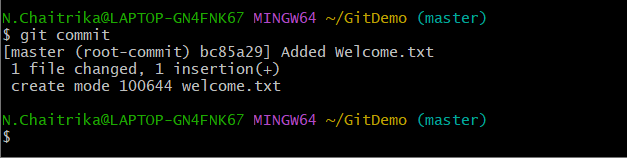 N.Chaitrika@LAPTOP-GN4FNK67 MINGW64 ~/GitDemo (master)
$ git commit
[master (root-commit) bc85a29] Added Welcome.txt
 1 file changed, 1 insertion(+)
 create mode 100644 welcome.txt
N.Chaitrika@LAPTOP-GN4FNK67 MINGW64 ~/GitDemo (master)
$